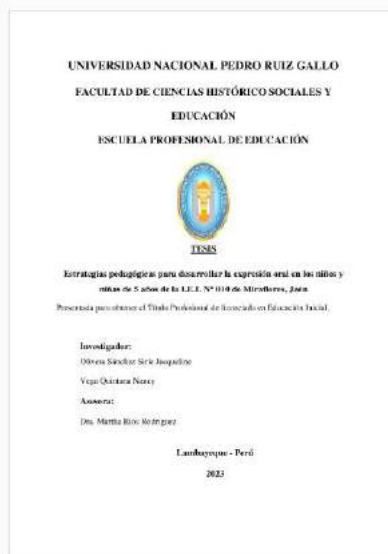 UNIVERSIDAD NACIONAL PEDRO RUIZ GALLO
FACULTAD DE CIENCIAS HISTÓRICO SOCIALES Y
EDUCACIÓN
ESCUELA PROFESIONAL DE EDUCACIÓN
TESIS
Estrategias pedagógicas para desarrollar la expresión oral en los niños y
niñas de 5 años de la I.E.I. N° 010 de Miraflores, Jaén
Presentada para obtener el Título Profesional de licenciada en Educación Inicial.
Investigador:
Olivera Sánchez Jaqueline
Vega Quintana Nancy
Asesora:
Dra. Martha Ríos Rodríguez
Lambayeque - Perú
2023